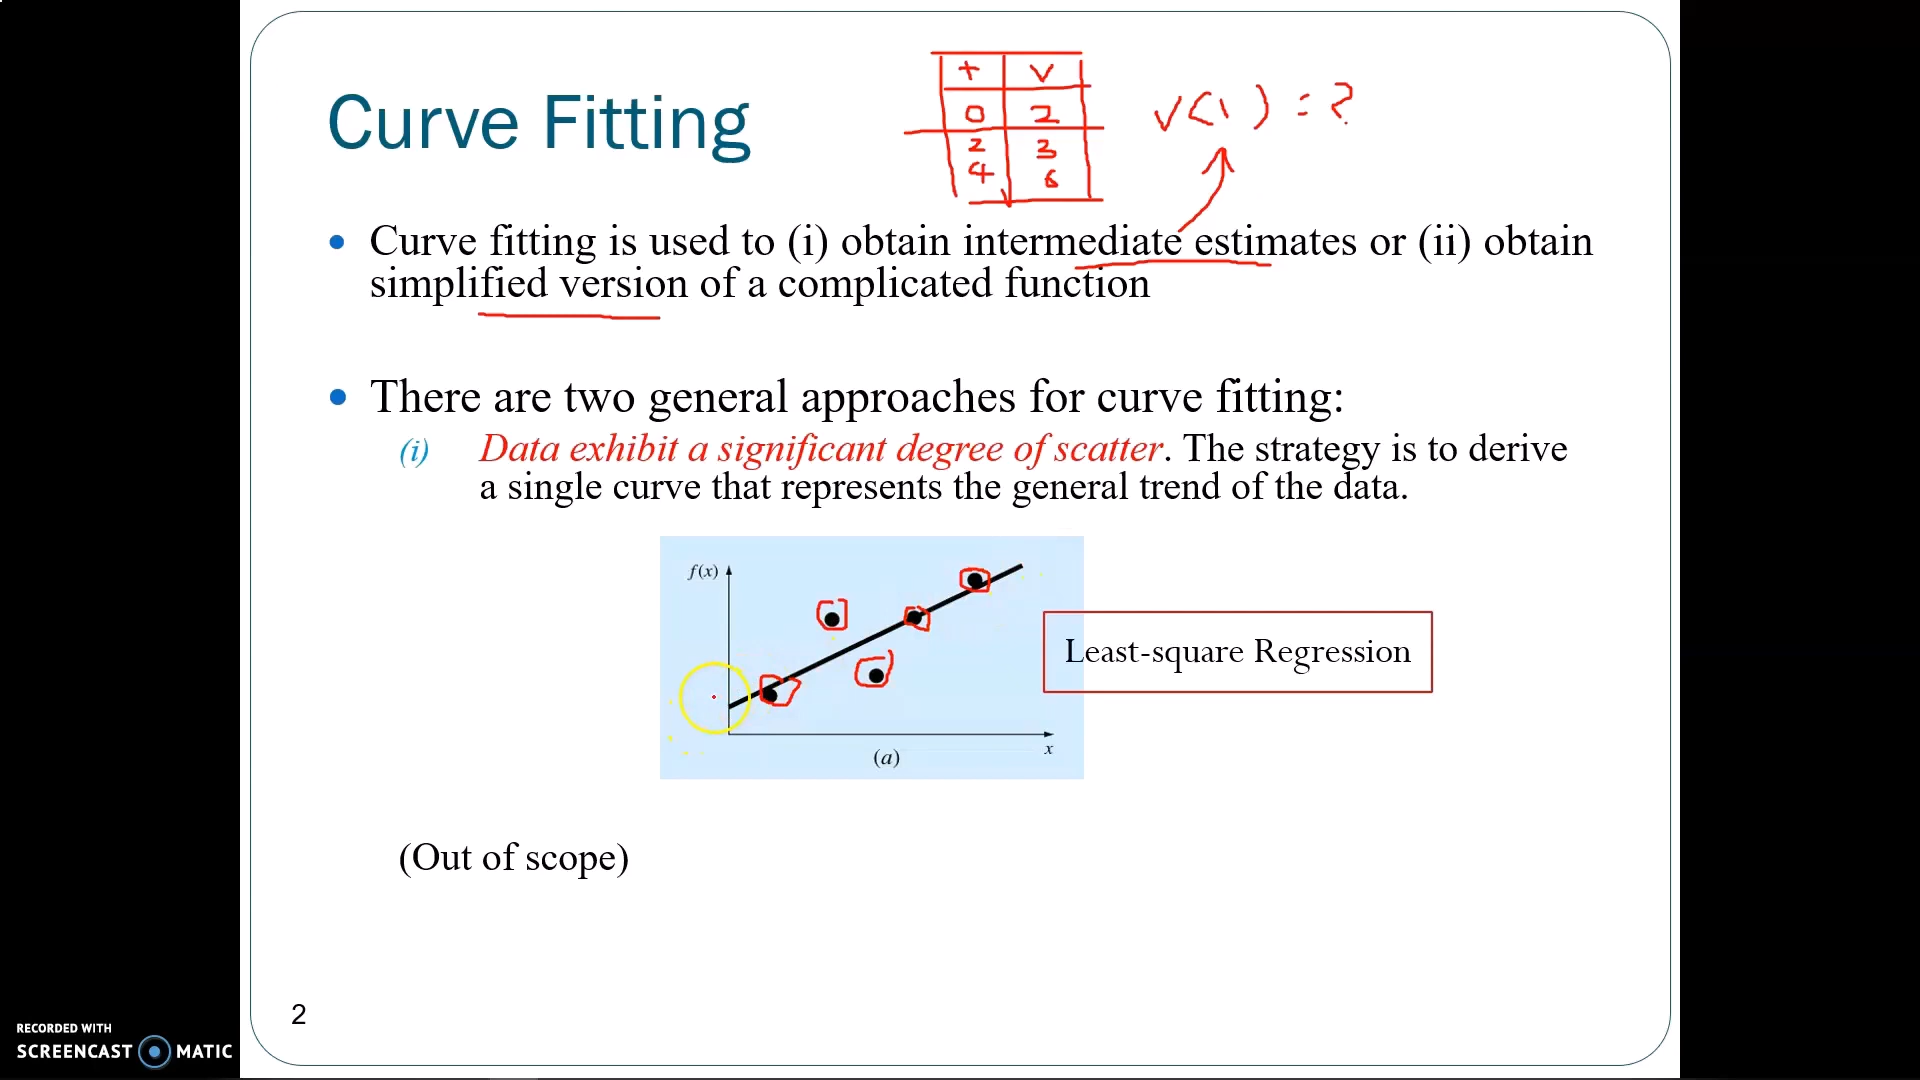 t v
0 2
2 3
4 6
v(1) = ?
Curve Fitting
• Curve fitting is used to (i) obtain intermediate estimates or (ii) obtain
simplified version of a complicated function
• There are two general approaches for curve fitting:
(i) Data exhibit a significant degree of scatter. The strategy is to derive
a single curve that represents the general trend of the data.
f(x)
x
(a)
Least-square Regression
(Out of scope)
2
RECORDED WITH
SCREENCAST MATIC